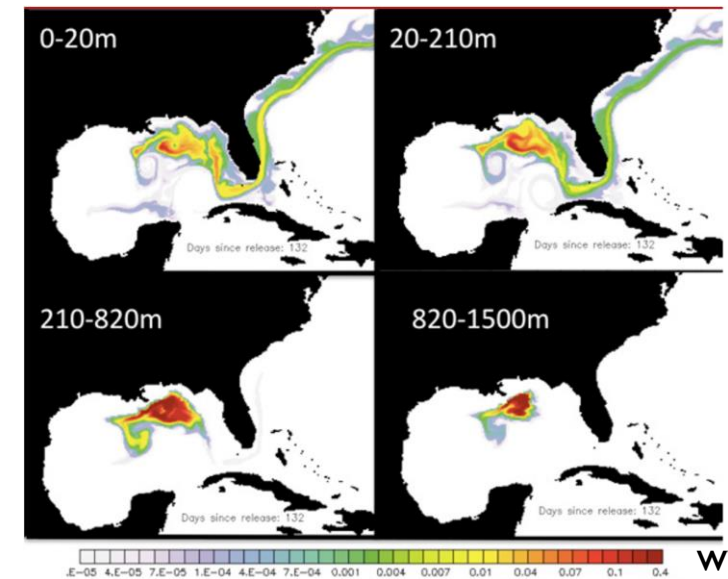 0-20m
20-210m
Days since release: 132
Days since release: 132
210-820m
820-1500m
Days since release: 132
Days since release: 132
.E-05 4.E-05 7.E-05 1.E-04 4.E-04 7.E-04 0.001 0.004 0.007 0.01 0.04 0.07 0.1 0.4
W